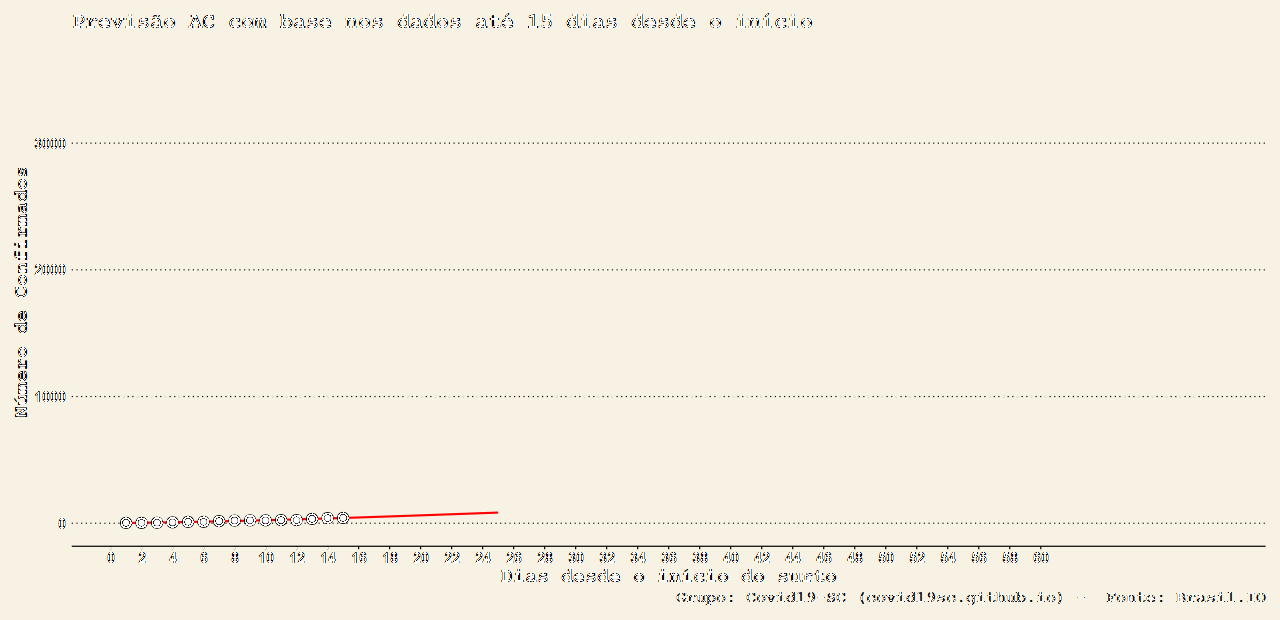 Previsão AC com base nos dados até 15 dias desde o início
Número de Confirmados
30000
20000
10000
0
0 2 4 6 8 10 12 14 16 18 20 22 24 26 28 30 32 34 36 38 40 42 44 46 48 50 52 54 56 58 60
Dias desde o início do surto
Grupo: Covid19-SC (covid19sc.github.io) -- Fonte: Brasil.IO